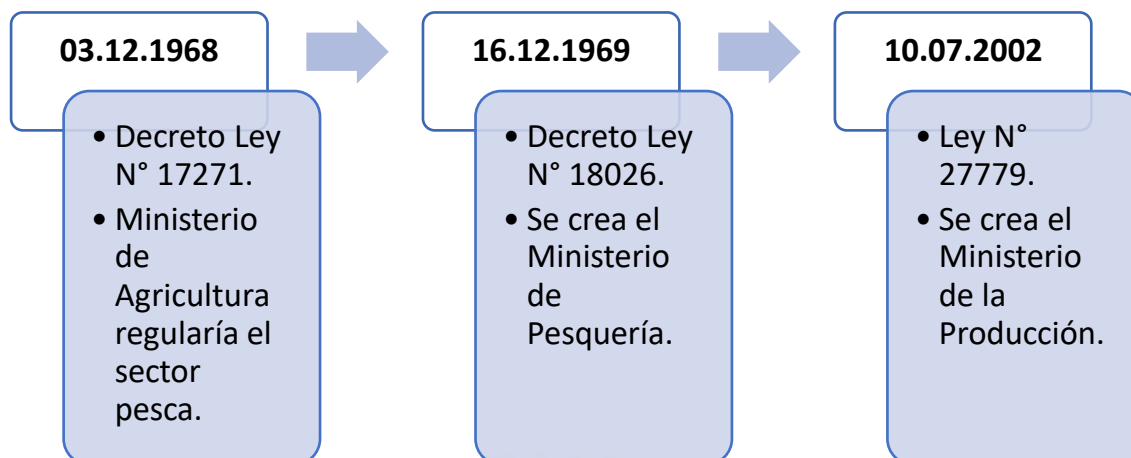 03.12.1968
• Decreto Ley
N° 17271.
• Ministerio
de
Agricultura
regularía el
sector
pesca.
16.12.1969
• Decreto Ley
N° 18026.
• Se crea el
Ministerio
de
Pesquería.
10.07.2002
• Ley N°
27779.
• Se crea el
Ministerio
de la
Producción.